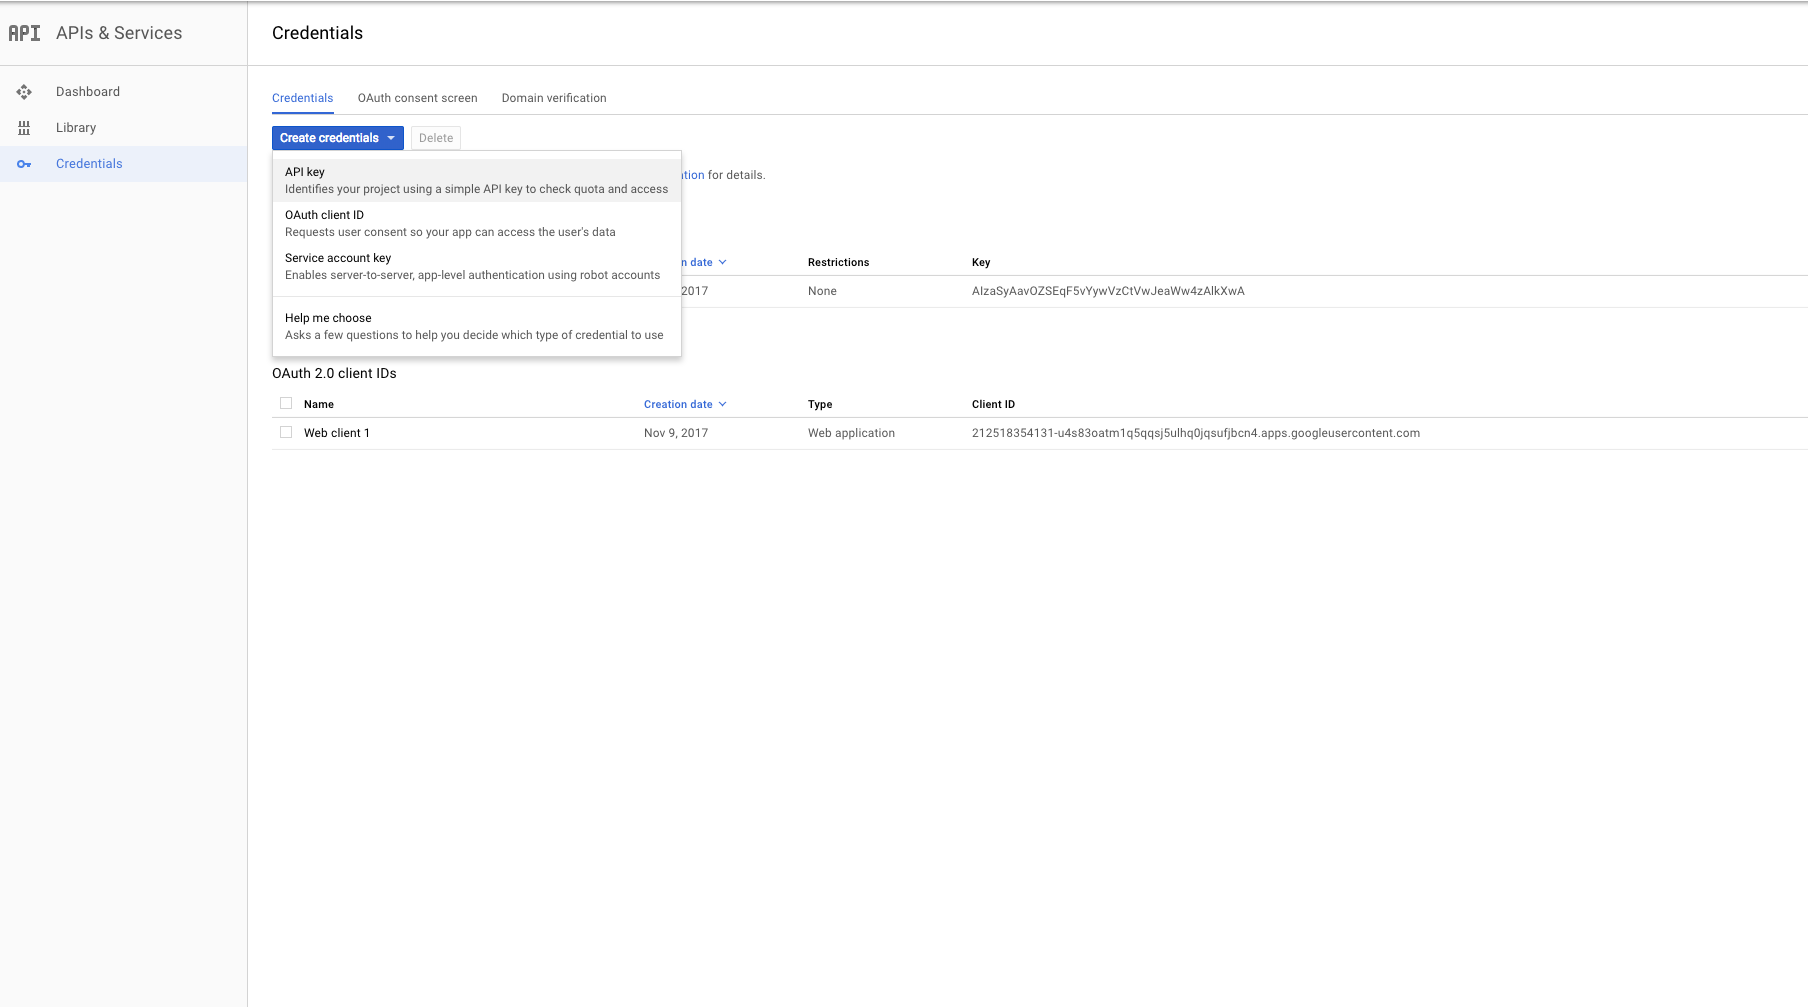 API APIs & Services
Credentials
Dashboard
Library
Credentials
Credentials OAuth consent screen Domain verification
Create credentials Delete
API key
Identifies your project using a simple API key to check quota and access
for details.
OAuth client ID
Requests user consent so your app can access the user's data
Service account key
Enables server-to-server, app-level authentication using robot accounts
Help me choose
Asks a few questions to help you decide which type of credential to use
date Restrictions Key
2017 None AIzaSyAavOZSEqF5vYywVzCtVwJeaWw4zAlkXwA
OAuth 2.0 client IDs
Name Creation date Type Client ID
Web client 1 Nov 9, 2017 Web application 212518354131-u4s83oatm1q5qqsj5ulhq0jqsufjbcn4.apps.googleusercontent.com